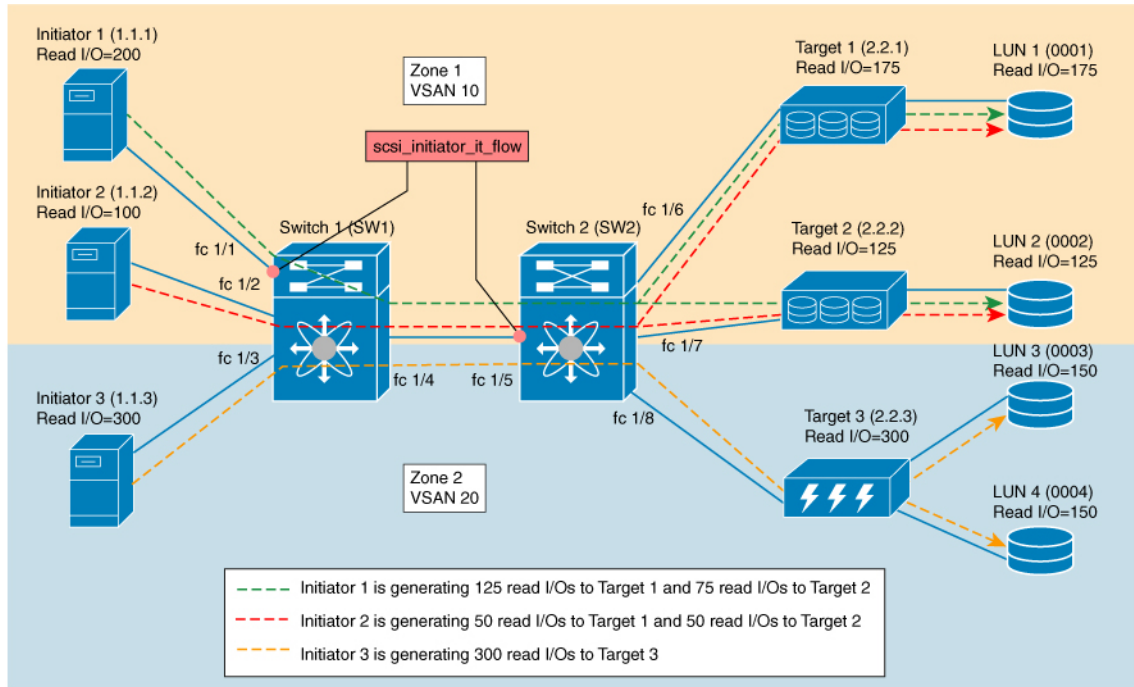 Initiator 1 (1.1.1)
Read I/O=200
Zone 1
VSAN 10
Target 1 (2.2.1)
Read I/O=175
LUN 1 (0001)
Read I/O=175
scsi_initiator_it_flow
Initiator 2 (1.1.2)
Read I/O=100
fc 1/1
Switch 1 (SW1)
Switch 2 (SW2)
fc 1/6
Target 2 (2.2.2)
Read I/O=125
LUN 2 (0002)
Read I/O=125
fc 1/2
fc 1/3
fc 1/4
fc 1/5
fc 1/7
LUN 3 (0003)
Read I/O=150
Initiator 3 (1.1.3)
Read I/O=300
fc 1/8
Target 3 (2.2.3)
Read I/O=300
Zone 2
VSAN 20
LUN 4 (0004)
Read I/O=150
Initiator 1 is generating 125 read I/Os to Target 1 and 75 read I/Os to Target 2
Initiator 2 is generating 50 read I/Os to Target 1 and 50 read I/Os to Target 2
Initiator 3 is generating 300 read I/Os to Target 3